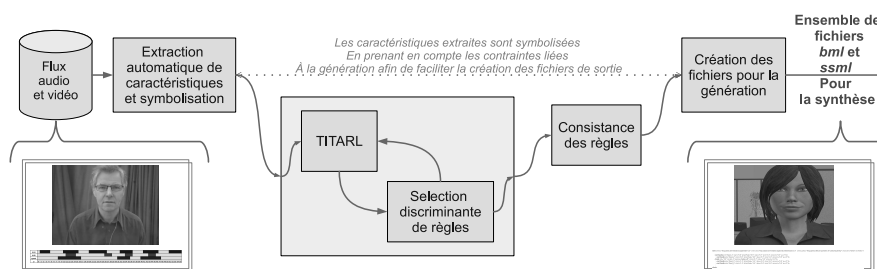 Flux
audio
et vidéo
Extraction
automatique de
caractéristiques
et symbolisation
Les caractéristiques extraites sont symbolisées
En prenant en compte les contraintes liées
À la génération afin de faciliter la création des fichiers de sortie
Création des
fichiers pour la
génération
Ensemble de
fichiers
bml et
ssml
Pour
la synthèse
TITARL
Selection
discriminante
de règles
Consistance
des règles